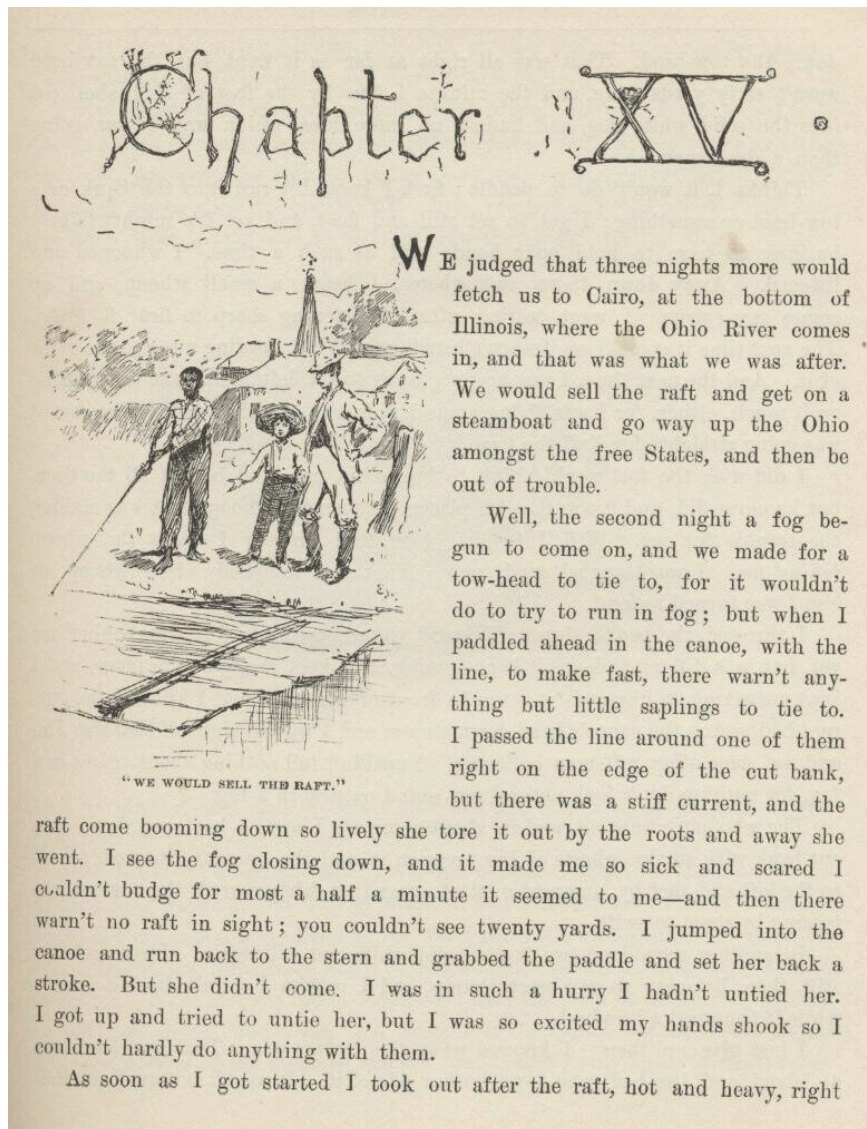 Chapter XV.
WE judged that three nights more would
fetch us to Cairo, at the bottom of
Illinois, where the Ohio River comes
in, and that was what we was after.
We would sell the raft and get on a
steamboat and go way up the Ohio
amongst the free States, and then be
out of trouble.
Well, the second night a fog be-
gun to come on, and we made for a
tow-head to tie to, for it wouldn't
do to try to run in fog; but when I
paddled ahead in the canoe, with the
line, to make fast, there warn't any-
thing but little saplings to tie to.
I passed the line around one of them
right on the edge of the cut bank,
but there was a stiff current, and the
"WE WOULD SELL THE RAFT."
raft come booming down so lively she tore it out by the roots and away she
went. I see the fog closing down, and it made me so sick and scared I
couldn't budge for most a half a minute it seemed to me—and then there
warn't no raft in sight; you couldn't see twenty yards. I jumped into the
canoe and run back to the stern and grabbed the paddle and set her back a
stroke. But she didn't come. I was in such a hurry I hadn't untied her.
I got up and tried to untie her, but I was so excited my hands shook so I
couldn't hardly do anything with them.
As soon as I got started I took out after the raft, hot and heavy, right